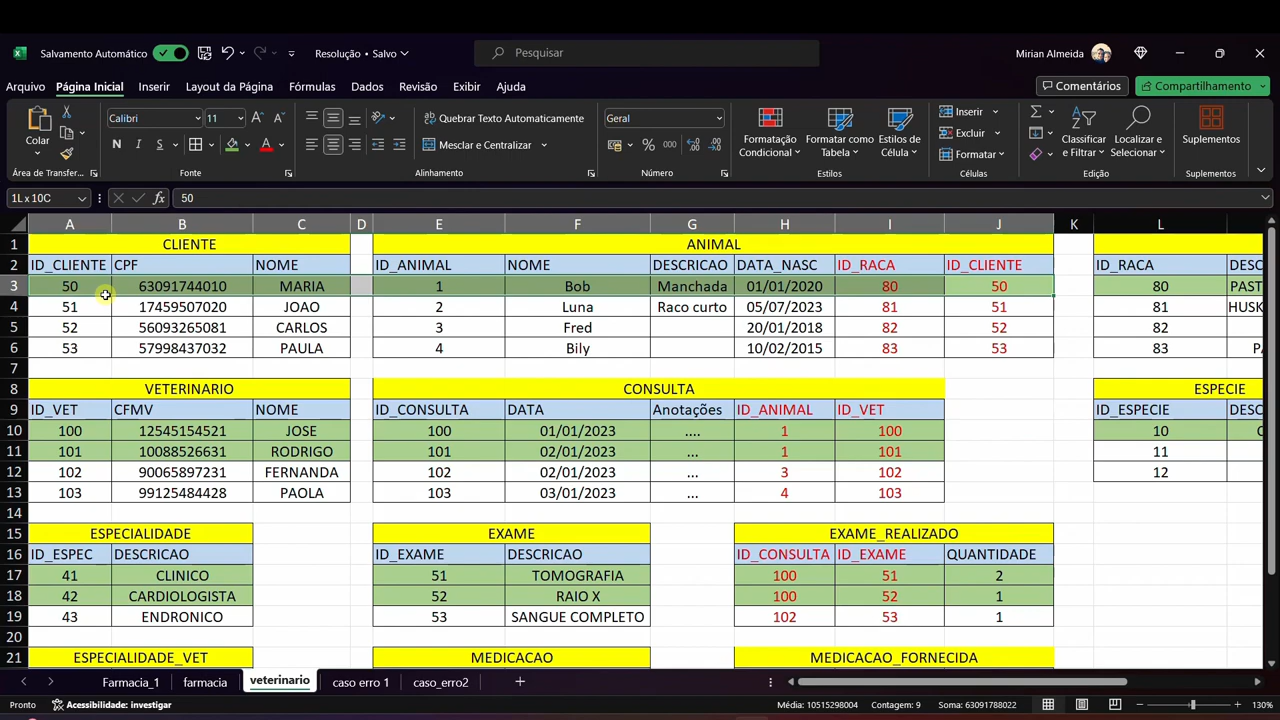 Salvamento Automático Resolução • Salvo Pesquisar Mirian Almeida
Arquivo Página Inicial Inserir Layout da Página Fórmulas Dados Revisão Exibir Ajuda Comentários Compartilhamento
Colar Calibri 11 Quebrar Texto Automaticamente Geral Formatação Condicional Formatar como Tabela Estilos de Célula Inserir Classificar e Filtrar Localizar e Selecionar Suplementos
N I S A Mesclar e Centralizar % 000 Excluir
Formatar
Área de Transfer... Fonte Alinhamento Número Estilos Células Edição Suplementos
1L x 10C fx 50
A B C D E F G H I J K L
1 CLIENTE ANIMAL
2 ID_CLIENTE CPF NOME ID_ANIMAL NOME DESCRICAO DATA_NASC ID_RACA ID_CLIENTE ID_RACA DESC
3 50 63091744010 MARIA 1 Bob Manchada 01/01/2020 80 50 80 PAST
4 51 17459507020 JOAO 2 Luna Raco curto 05/07/2023 81 51 81 HUSK
5 52 56093265081 CARLOS 3 Fred 20/01/2018 82 52 82
6 53 57998437032 PAULA 4 Bily 10/02/2015 83 53 83 PA
7
8 VETERINARIO CONSULTA ESPECIE
9 ID_VET CFMV NOME ID_CONSULTA DATA Anotações ID_ANIMAL ID_VET ID_ESPECIE DESC
10 100 12545154521 JOSE 100 01/01/2023 .... 1 100 10 C
11 101 10088526631 RODRIGO 101 02/01/2023 ... 1 101 11
12 102 90065897231 FERNANDA 102 02/01/2023 ... 3 102 12
13 103 99125484428 PAOLA 103 03/01/2023 ... 4 103
14
15 ESPECIALIDADE EXAME EXAME_REALIZADO
16 ID_ESPEC DESCRICAO ID_EXAME DESCRICAO ID_CONSULTA ID_EXAME QUANTIDADE
17 41 CLINICO 51 TOMOGRAFIA 100 51 2
18 42 CARDIOLOGISTA 52 RAIO X 100 52 1
19 43 ENDRONICO 53 SANGUE COMPLETO 102 53 1
20
21 ESPECIALIDADE_VET MEDICACAO MEDICACAO_FORNECIDA
Farmacia_1 farmacia veterinario caso erro 1 caso_erro2
Pronto Acessibilidade: investigar Média: 10515298004 Contagem: 9 Soma: 63091788022 130%